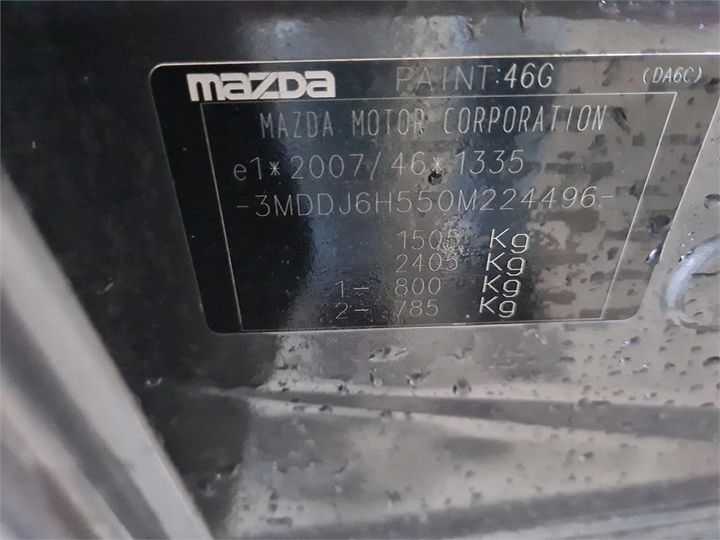 mazda PAINT:46G (DA6C)
MAZDA MOTOR CORPORATION
e1*2007/46*1335
-3MDDJ6H550M224496-
1505 Kg
2405 Kg
1- 800 Kg
2- 785 Kg